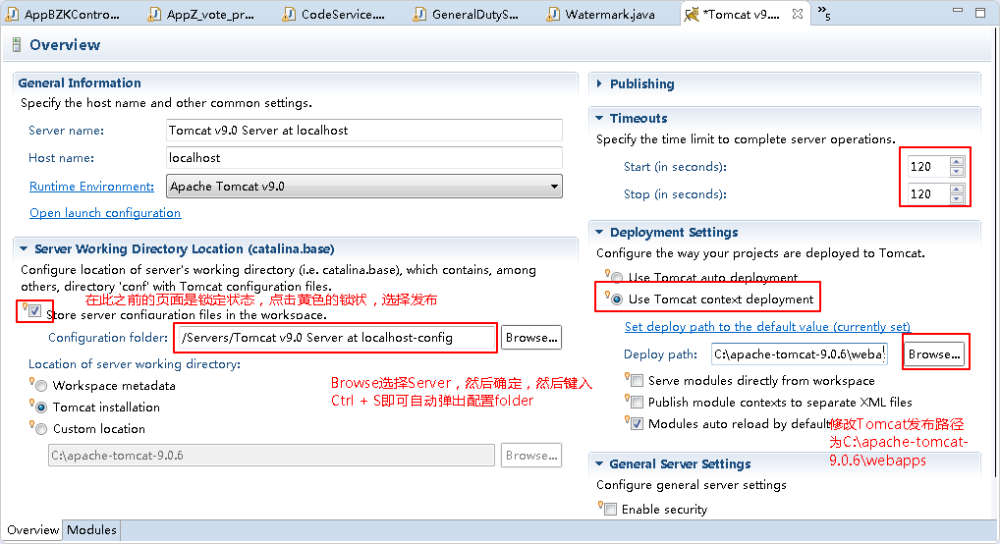 AppBZKContro...
AppZ_vote_pr...
CodeService....
GeneralDutyS...
Watermark.java
*Tomcat v9....
»5
Overview
General Information
Specify the host name and other common settings.
Server name:
Tomcat v9.0 Server at localhost
Host name:
localhost
Runtime Environment:
Apache Tomcat v9.0
Open launch configuration
Server Working Directory Location (catalina.base)
Configure location of server's working directory (i.e. catalina.base), which contains, among
others, directory 'conf' with Tomcat configuration files.
在此之前的页面是锁定状态，点击黄色的锁状，选择发布
Store server configuration files in the workspace.
Configuration folder:
/Servers/Tomcat v9.0 Server at localhost-config
Browse...
Location of server working directory:
Workspace metadata
Tomcat installation
Custom location
Browse选择Server，然后确定，然后键入
Ctrl + S即可自动弹出配置folder
C:\apache-tomcat-9.0.6
Browse...
Publishing
Timeouts
Specify the time limit to complete server operations.
Start (in seconds):
120
Stop (in seconds):
120
Deployment Settings
Configure the way your projects are deployed to Tomcat.
Use Tomcat auto deployment
Use Tomcat context deployment
Set deploy path to the default value (currently set)
Deploy path:
C:\apache-tomcat-9.0.6\weba
Browse...
Serve modules directly from workspace
Publish module contexts to separate XML files
Modules auto reload by default
修改Tomcat发布路径
为C:\apache-tomcat-
9.0.6\webapps
General Server Settings
Configure general server settings
Enable security
Overview
Modules